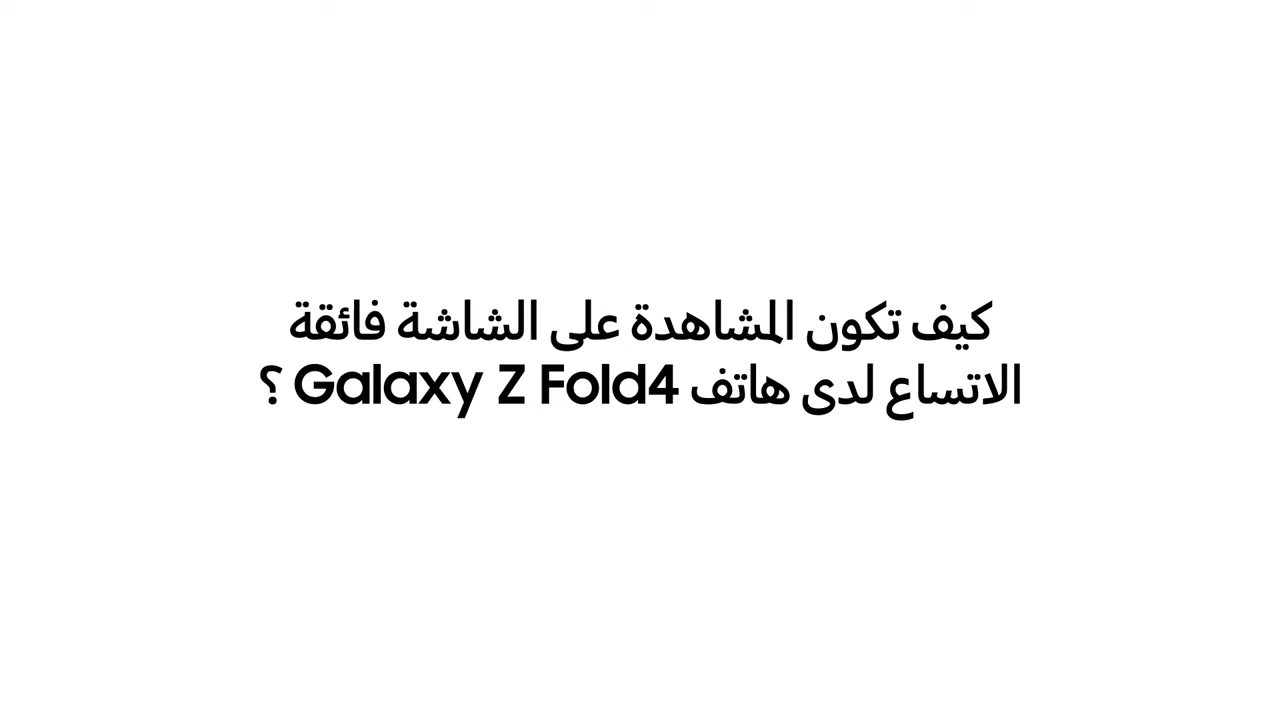 كيف تكون المشاهدة على الشاشة فائقة
الاتساع لدى هاتف Galaxy Z Fold4 ؟